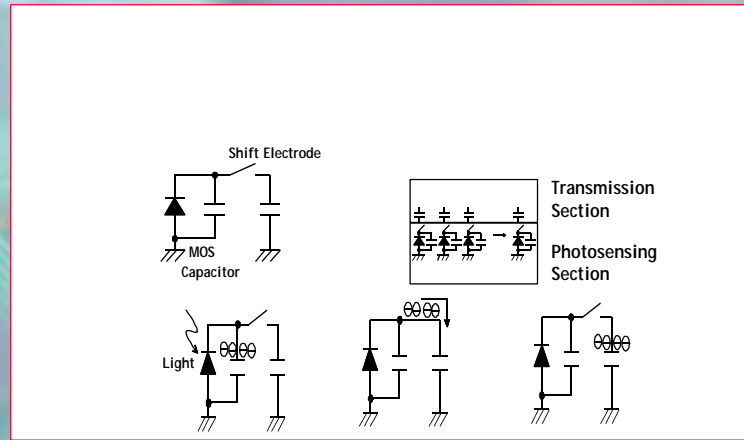 Shift Electrode
MOS
Capacitor
Transmission
Section
Photosensing
Section
Light